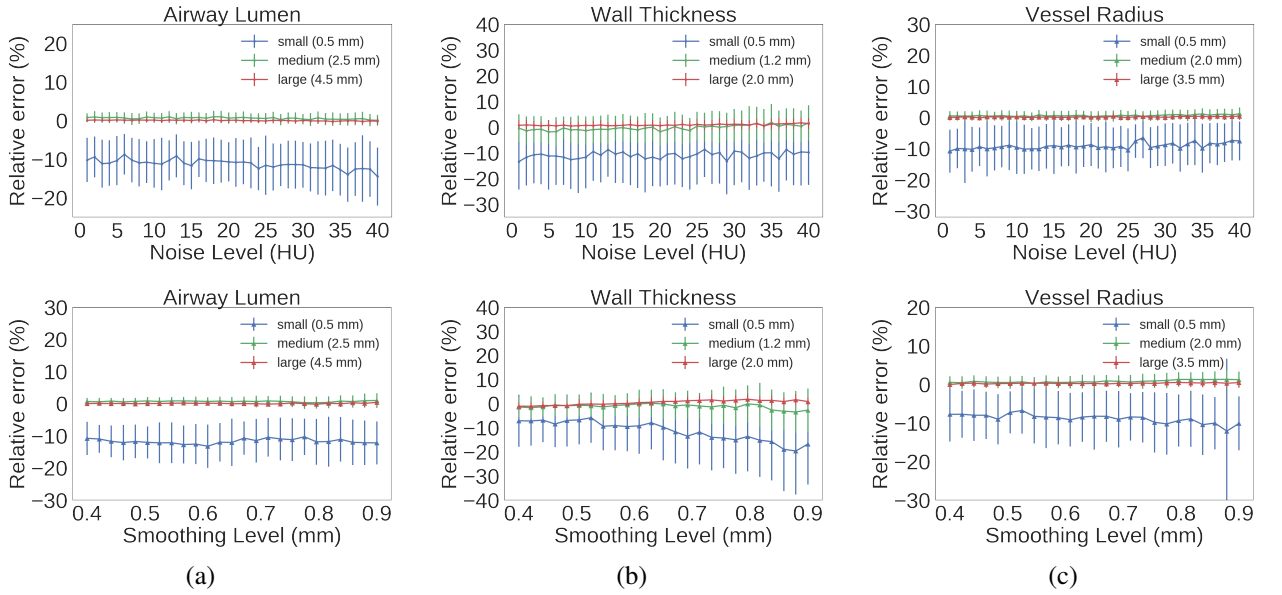 Airway Lumen
Relative error (%)
20
10
0
−10
−20
small (0.5 mm)
medium (2.5 mm)
large (4.5 mm)
0 5 10 15 20 25 30 35 40
Noise Level (HU)
Wall Thickness
Relative error (%)
40
30
20
10
0
−10
−20
−30
small (0.5 mm)
medium (1.2 mm)
large (2.0 mm)
0 5 10 15 20 25 30 35 40
Noise Level (HU)
Vessel Radius
Relative error (%)
30
20
10
0
−10
−20
−30
small (0.5 mm)
medium (2.0 mm)
large (3.5 mm)
0 5 10 15 20 25 30 35 40
Noise Level (HU)
Airway Lumen
Relative error (%)
30
20
10
0
−10
−20
−30
small (0.5 mm)
medium (2.5 mm)
large (4.5 mm)
0.4 0.5 0.6 0.7 0.8 0.9
Smoothing Level (mm)
Wall Thickness
Relative error (%)
40
30
20
10
0
−10
−20
−30
−40
small (0.5 mm)
medium (1.2 mm)
large (2.0 mm)
0.4 0.5 0.6 0.7 0.8 0.9
Smoothing Level (mm)
Vessel Radius
Relative error (%)
20
10
0
−10
−20
−30
small (0.5 mm)
medium (2.0 mm)
large (3.5 mm)
0.4 0.5 0.6 0.7 0.8 0.9
Smoothing Level (mm)
(a)
(b)
(c)